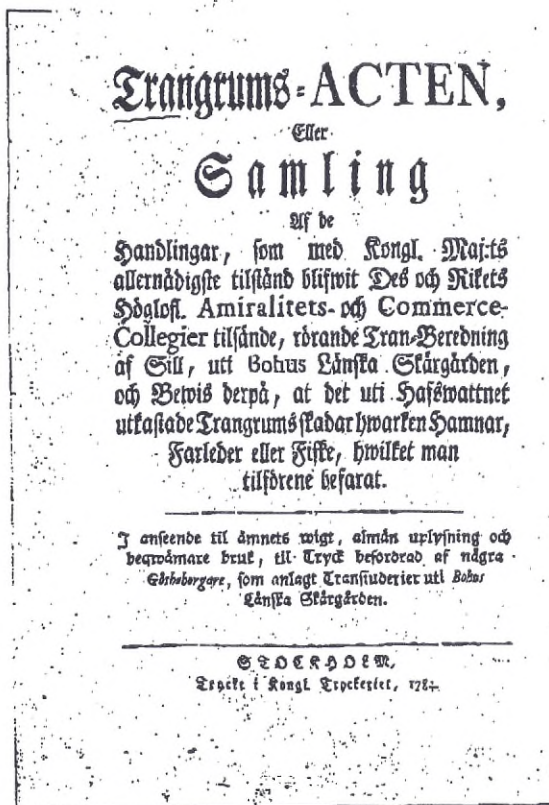 Trangrums-ACTEN,
Eller
Samling
Af de
Handlingar, som med Kongl. Maj:ts
allernådigste tilstånd blifwit Des och Rikets
Höglofl. Amiralitets- och Commerce-
Collegier tilsände, rörande Tran-Beredning
af Sill, uti Bohus Länska Skärgården,
och Bewis derpå, at det uti Hafswattnet
utkastade Trangrums skadar hwarken Hamnar,
Farleder eller Fiske, hwilket man
tilförene befarat.
I anseende til ämnets wigt, almän uplysning och
beqwämare bruk, til Tryck befordrad af några
Götheborgare, som anlagt Transiuderier uti Bohus
Länska Skärgården.
STOCKHOLM,
Tryckt i Kongl. Tryckeriet, 1784.